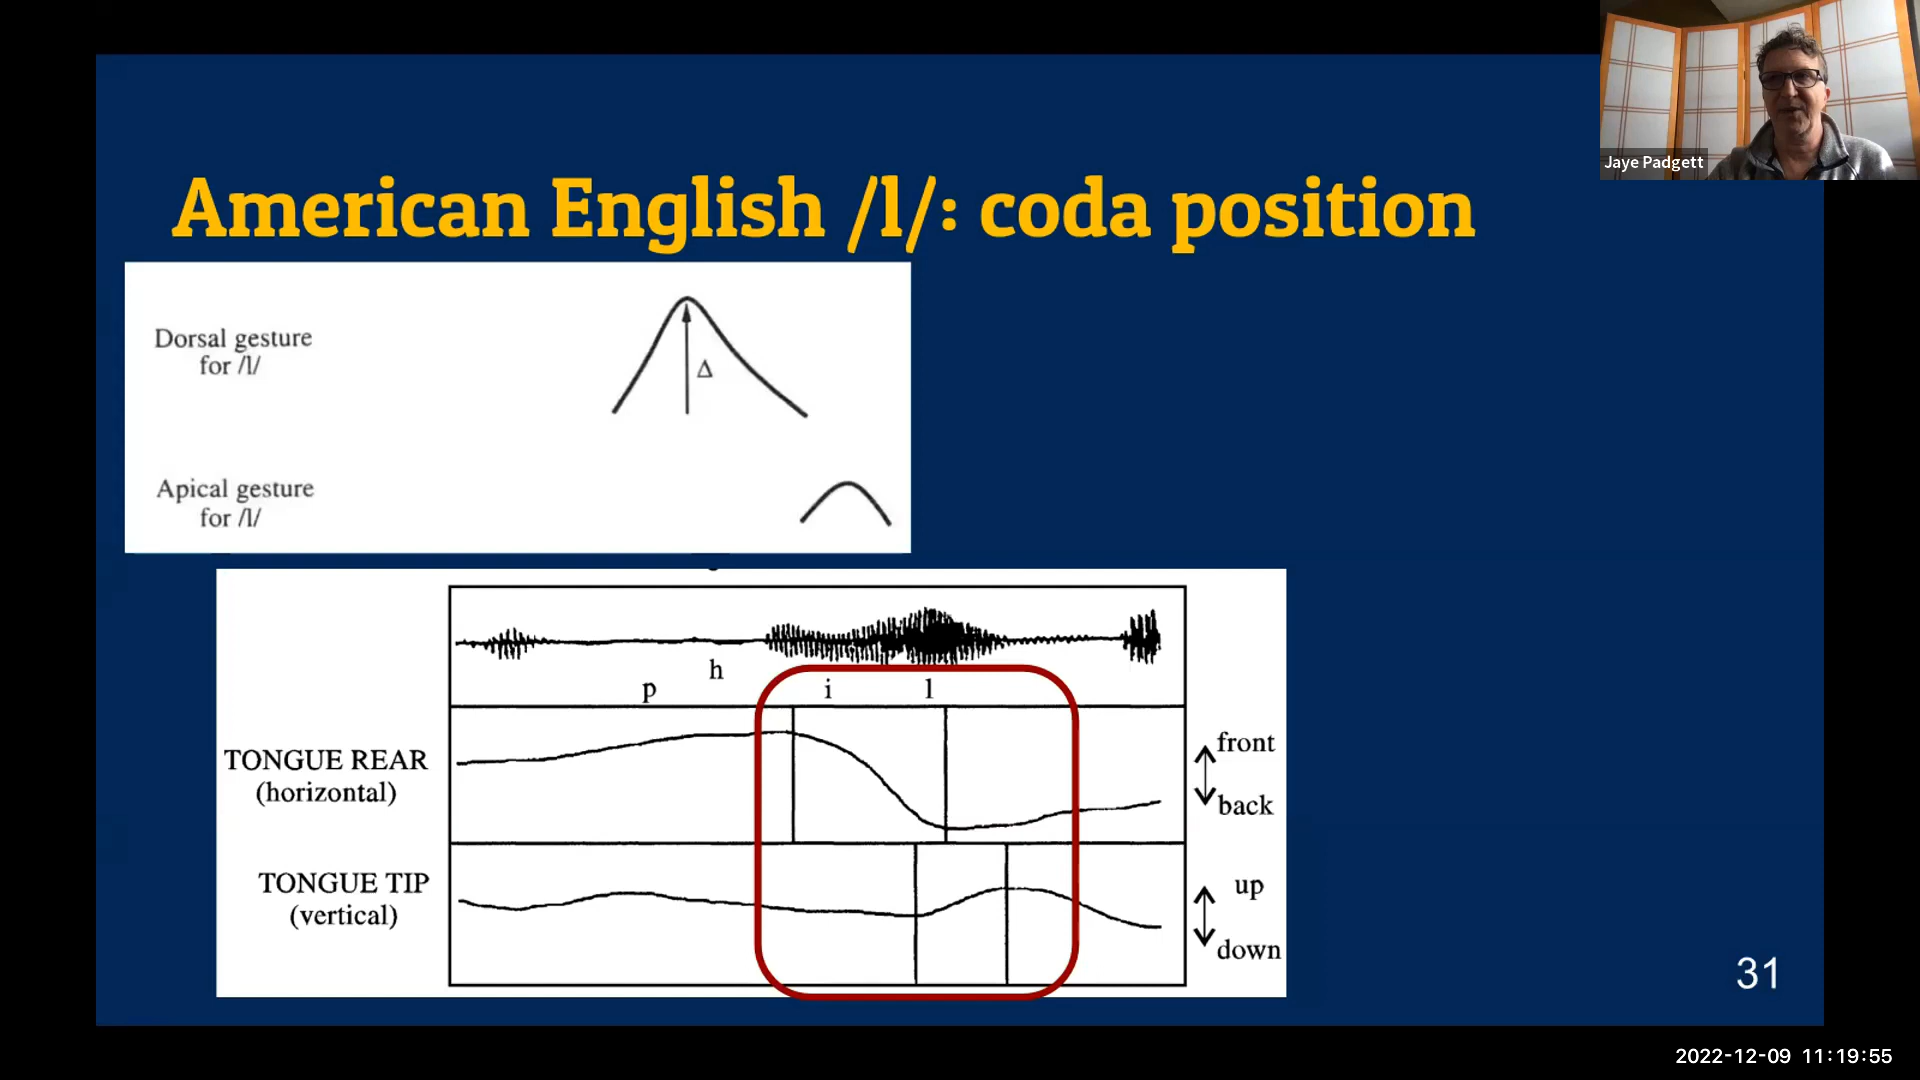 Jaye Padgett
American English /l/: coda position
Dorsal gesture
for /l/
Δ
Apical gesture
for /l/
h
p i l
TONGUE REAR
(horizontal)
front
back
TONGUE TIP
(vertical)
up
down
31
2022-12-09 11:19:55